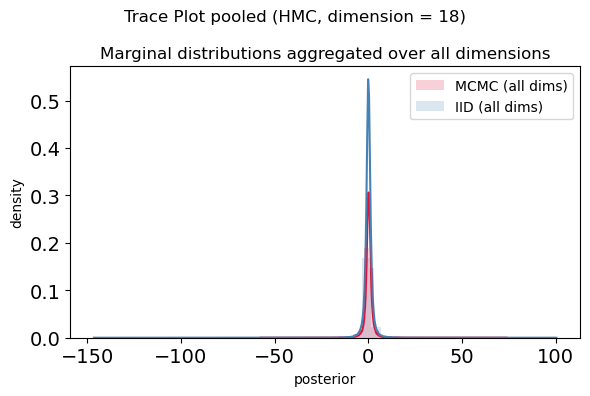 Trace Plot pooled (HMC, dimension = 18)
Marginal distributions aggregated over all dimensions
MCMC (all dims)
IID (all dims)
density
0.5
0.4
0.3
0.2
0.1
0.0
−150 −100 −50 0 50 100
posterior